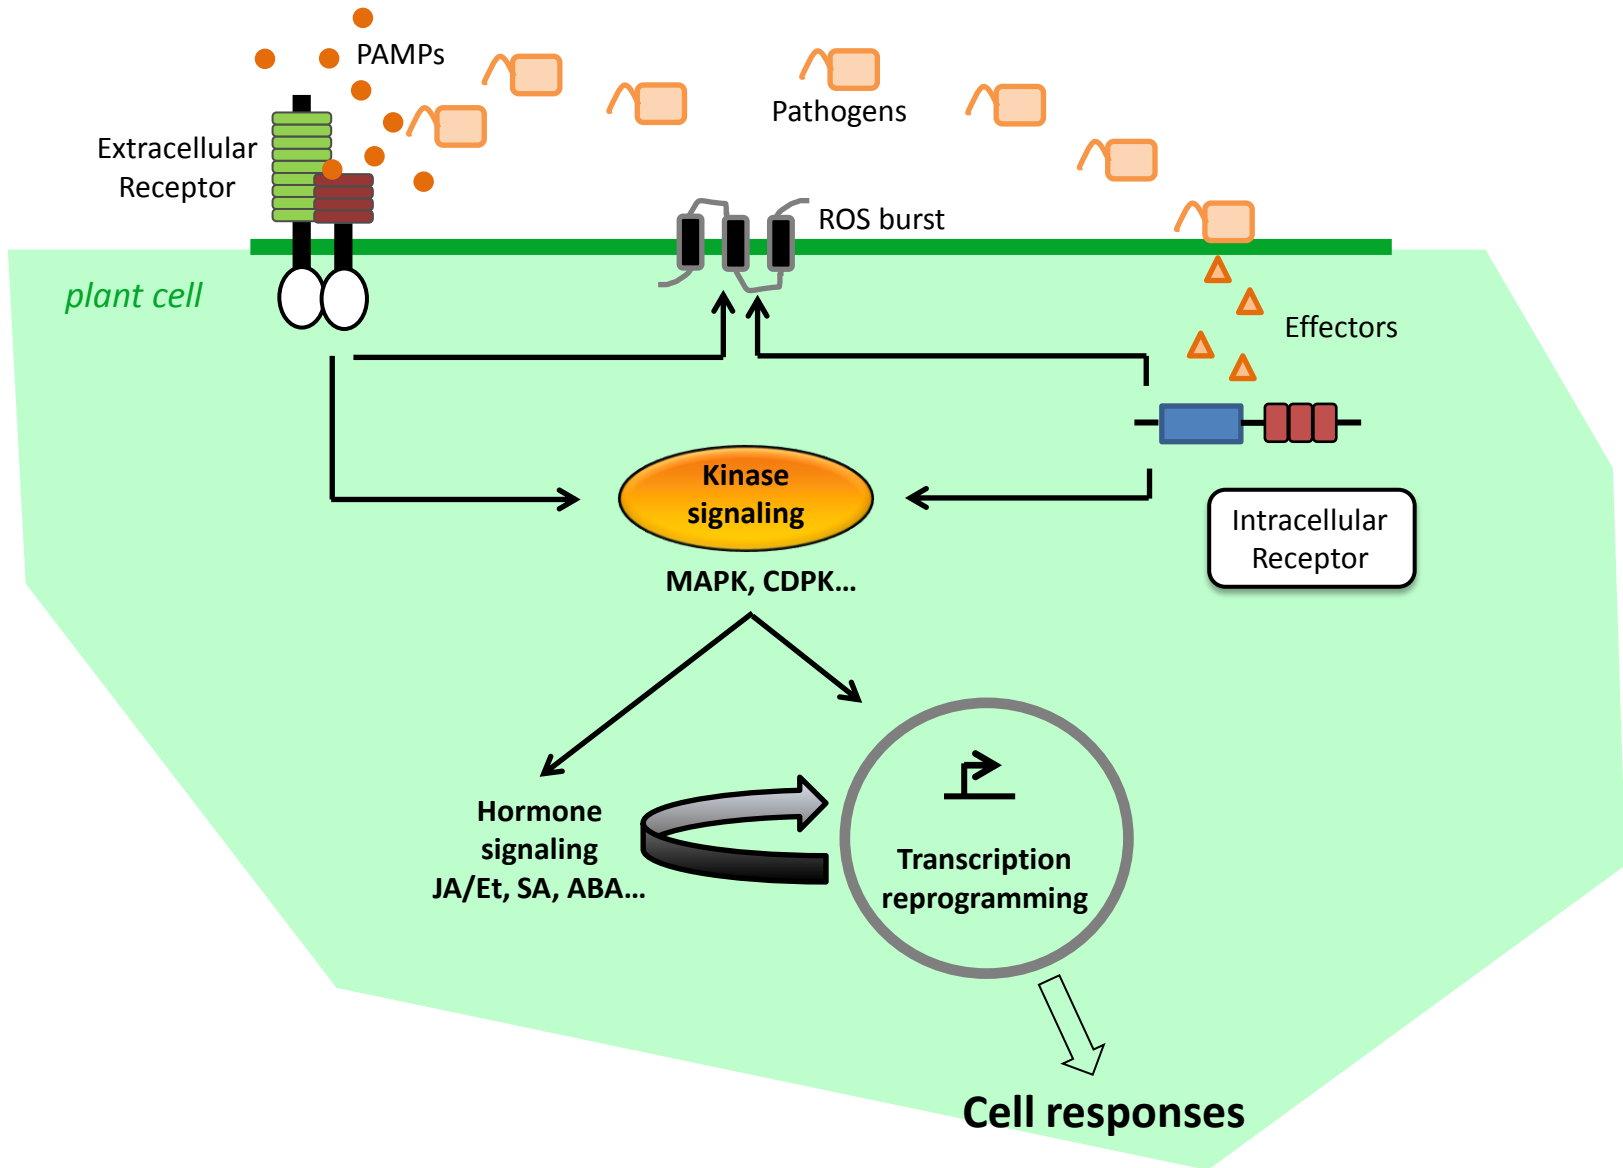 PAMPs
Pathogens
Extracellular
Receptor
ROS burst
plant cell
Effectors
Kinase
signaling
Intracellular
Receptor
MAPK, CDPK…
Hormone
signaling
JA/Et, SA, ABA…
Transcription
reprogramming
Cell responses